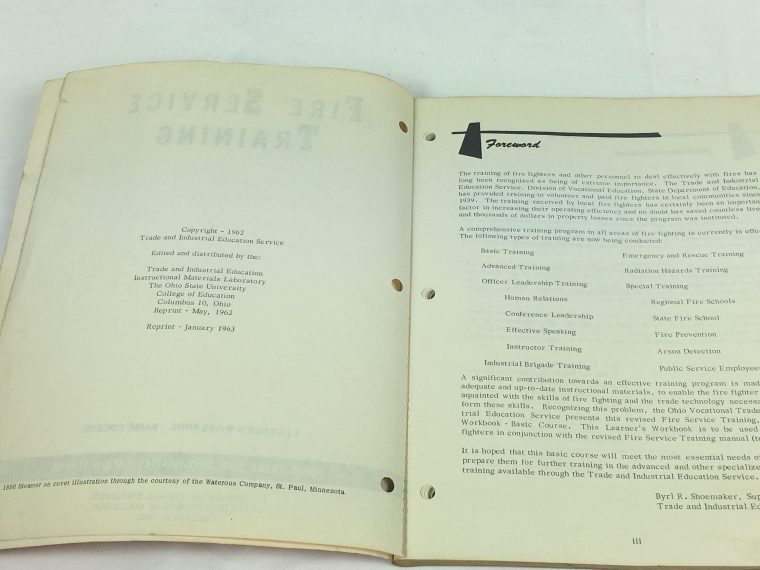 FIRE SERVICE
TRAINING
Copyright - 1962
Trade and Industrial Education Service
Edited and distributed by the:
Trade and Industrial Education
Instructional Materials Laboratory
The Ohio State University
College of Education
Columbus 10, Ohio
Reprint - May, 1962
Reprint - January 1963
LEARNER'S WORKBOOK - BASIC COURSE
1896 Steamer on cover illustration through the courtesy of the Waterous Company, St. Paul, Minnesota
Foreword
The training of fire fighters and other personnel to deal effectively with fires has
long been recognized as being of extreme importance. The Trade and Industrial
Education Service, Division of Vocational Education, State Department of Education,
has provided training to volunteer and paid fire fighters in local communities since
1939. The training received by local fire fighters has certainly been an important
factor in increasing their operating efficiency and no doubt has saved countless live
and thousands of dollars in property losses since the program was instituted.
A comprehensive training program in all areas of fire fighting is currently in effec
The following types of training are now being conducted:
Basic Training
Advanced Training
Officer Leadership Training
Human Relations
Conference Leadership
Effective Speaking
Instructor Training
Industrial Brigade Training
Emergency and Rescue Training
Radiation Hazards Training
Special Training
Regional Fire Schools
State Fire School
Fire Prevention
Arson Detection
Public Service Employees
A significant contribution towards an effective training program is mad
adequate and up-to-date instructional materials, to enable the fire fighter
aquainted with the skills of fire fighting and the trade technology necess
form these skills. Recognizing this problem, the Ohio Vocational Trade
trial Education Service presents this revised Fire Service Training,
Workbook - Basic Course. This Learner's Workbook is to be used
fighters in conjunction with the revised Fire Service Training manual (t
It is hoped that this basic course will meet the most essential needs o
prepare them for further training in the advanced and other specialize
training available through the Trade and Industrial Education Service.
Byrl R. Shoemaker, Sup
Trade and Industrial Ed
iii